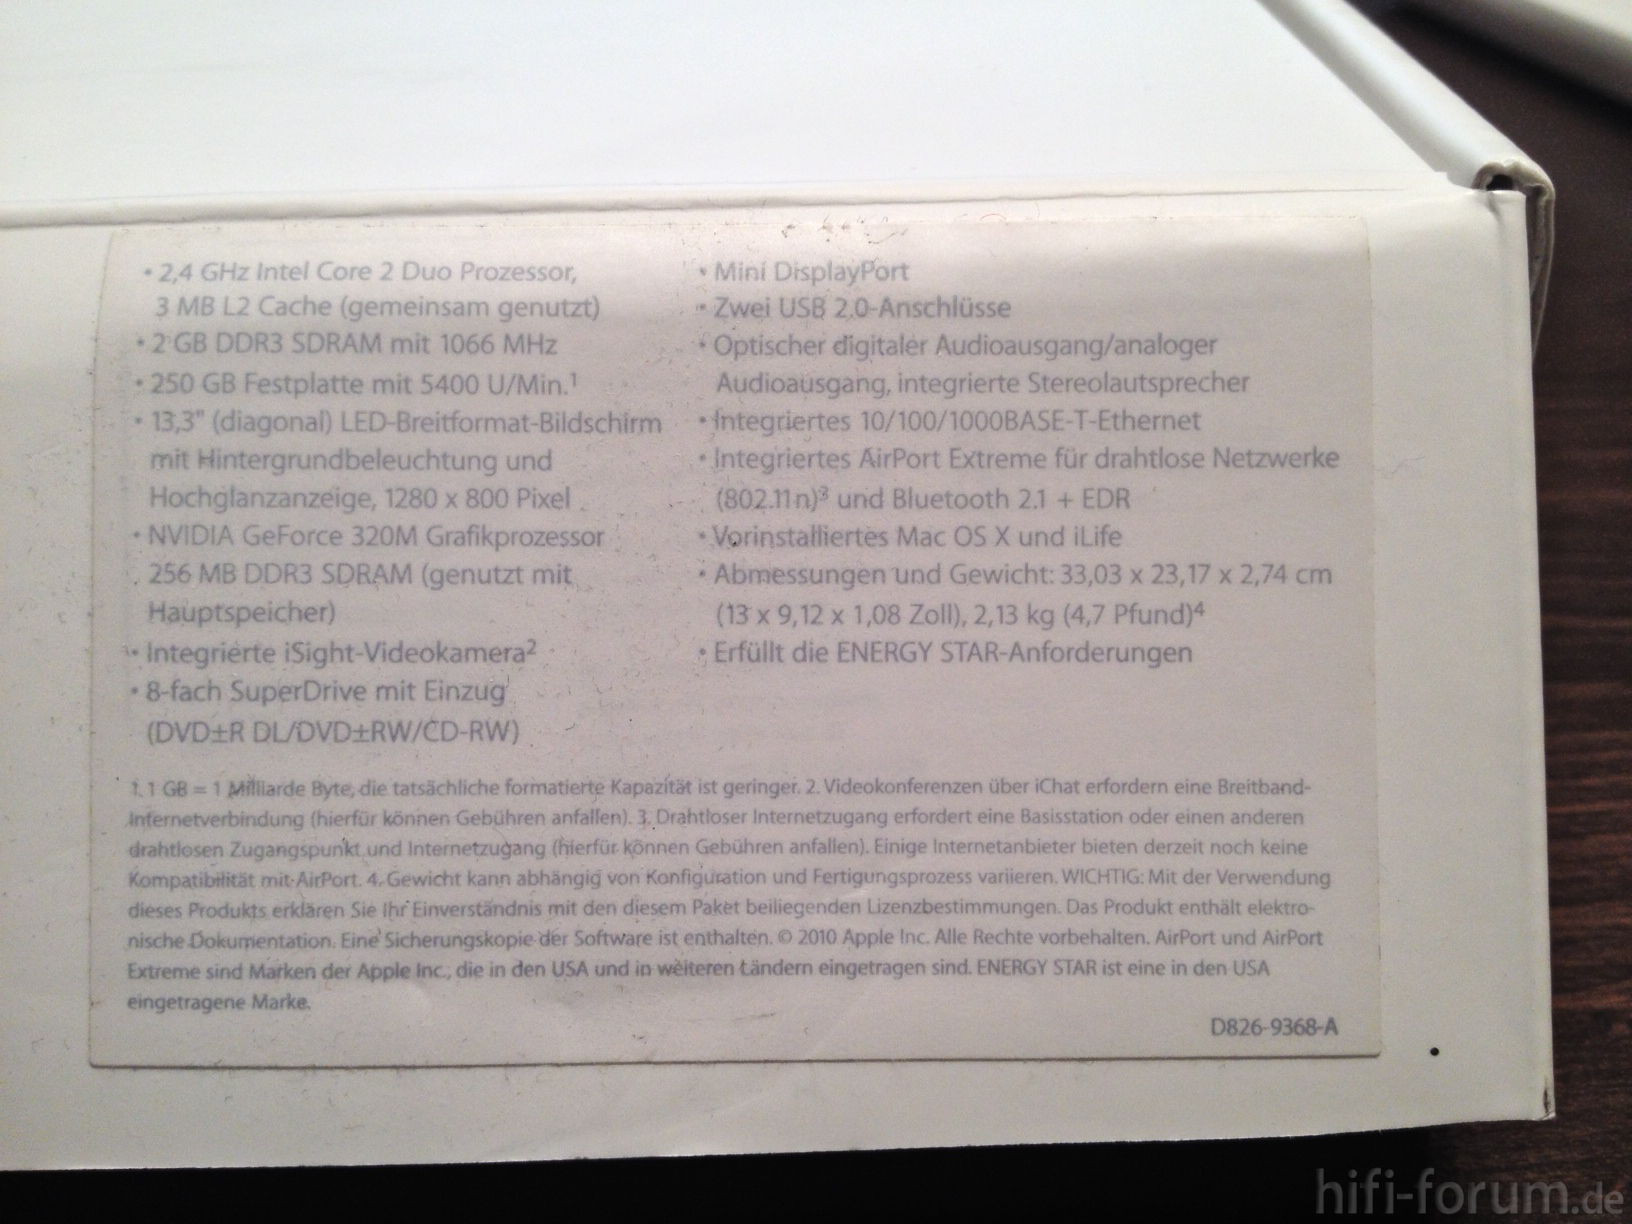 • 2,4 GHz Intel Core 2 Duo Prozessor,
3 MB L2 Cache (gemeinsam genutzt)
• 2 GB DDR3 SDRAM mit 1066 MHz
• 250 GB Festplatte mit 5400 U/Min.¹
• 13,3" (diagonal) LED-Breitformat-Bildschirm
mit Hintergrundbeleuchtung und
Hochglanzanzeige, 1280 x 800 Pixel
• NVIDIA GeForce 320M Grafikprozessor
256 MB DDR3 SDRAM (genutzt mit
Hauptspeicher)
• Integrierte iSight-Videokamera²
• 8-fach SuperDrive mit Einzug
(DVD±R DL/DVD±RW/CD-RW)
• Mini DisplayPort
• Zwei USB 2.0-Anschlüsse
• Optischer digitaler Audioausgang/analoger
Audioausgang, integrierte Stereolautsprecher
• Integriertes 10/100/1000BASE-T-Ethernet
• Integriertes AirPort Extreme für drahtlose Netzwerke
(802.11n)³ und Bluetooth 2.1 + EDR
• Vorinstalliertes Mac OS X und iLife
• Abmessungen und Gewicht: 33,03 x 23,17 x 2,74 cm
(13 x 9,12 x 1,08 Zoll), 2,13 kg (4,7 Pfund)⁴
• Erfüllt die ENERGY STAR-Anforderungen
1. 1 GB = 1 Milliarde Byte, die tatsächliche formatierte Kapazität ist geringer. 2. Videokonferenzen über iChat erfordern eine Breitband-
Internetverbindung (hierfür können Gebühren anfallen). 3. Drahtloser Internetzugang erfordert eine Basisstation oder einen anderen
drahtlosen Zugangspunkt und Internetzugang (hierfür können Gebühren anfallen). Einige Internetanbieter bieten derzeit noch keine
Kompatibilität mit AirPort. 4. Gewicht kann abhängig von Konfiguration und Fertigungsprozess variieren. WICHTIG: Mit der Verwendung
dieses Produkts erklären Sie Ihr Einverständnis mit den diesem Paket beiliegenden Lizenzbestimmungen. Das Produkt enthält elektro-
nische Dokumentation. Eine Sicherungskopie der Software ist enthalten. © 2010 Apple Inc. Alle Rechte vorbehalten. AirPort und AirPort
Extreme sind Marken der Apple Inc., die in den USA und in weiteren Ländern eingetragen sind. ENERGY STAR ist eine in den USA
eingetragene Marke.
D826-9368-A
hifi-forum.de